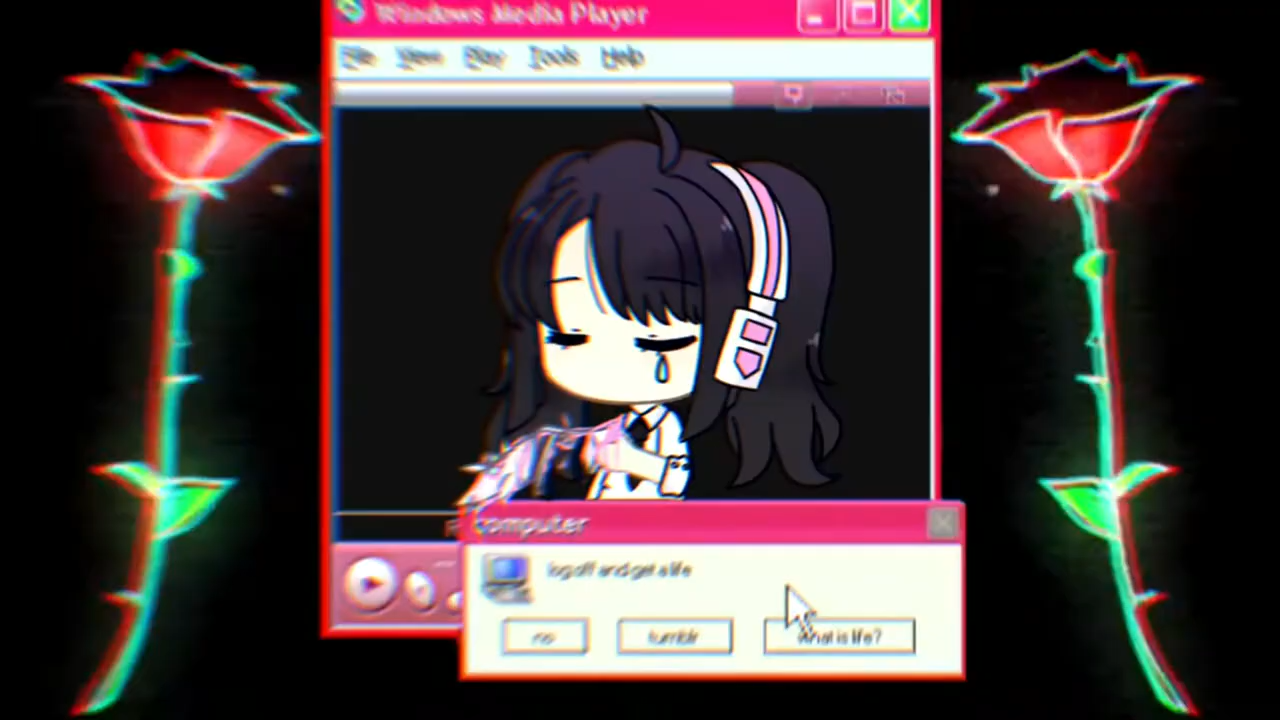 Windows Media Player
File View Play Tools Help
computer
log off and get a life
no tumblr What is life?